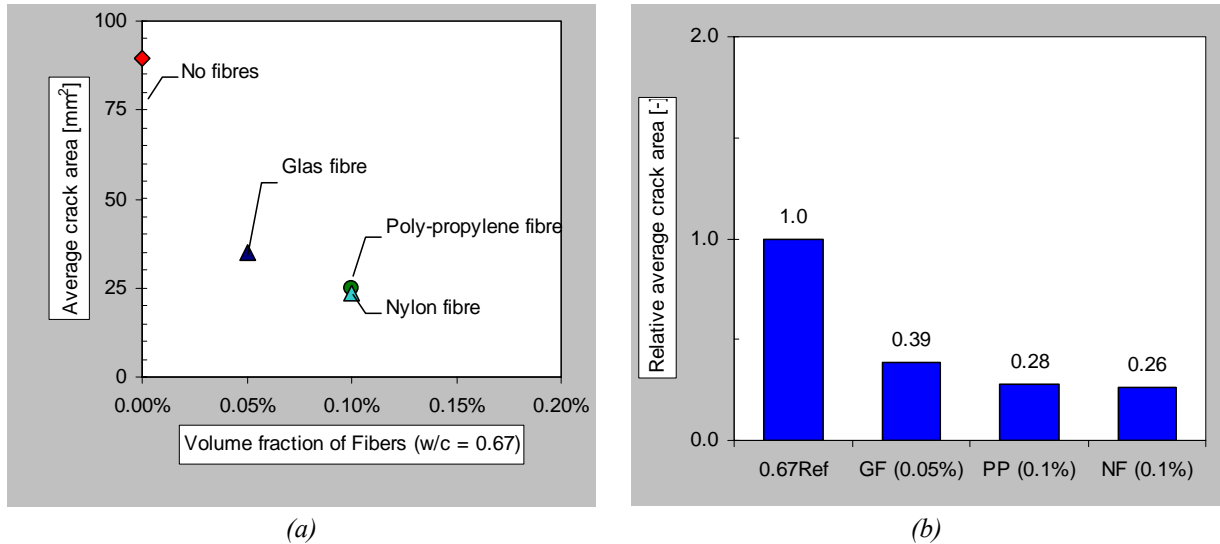 100
75
50
25
0
Average crack area [mm²]
No fibres
Glas fibre
Poly-propylene fibre
Nylon fibre
0.00% 0.05% 0.10% 0.15% 0.20%
Volume fraction of Fibers (w/c = 0.67)
(a)
2.0
1.0
0.0
Relative average crack area [-]
1.0
0.39
0.28
0.26
0.67Ref GF (0.05%) PP (0.1%) NF (0.1%)
(b)